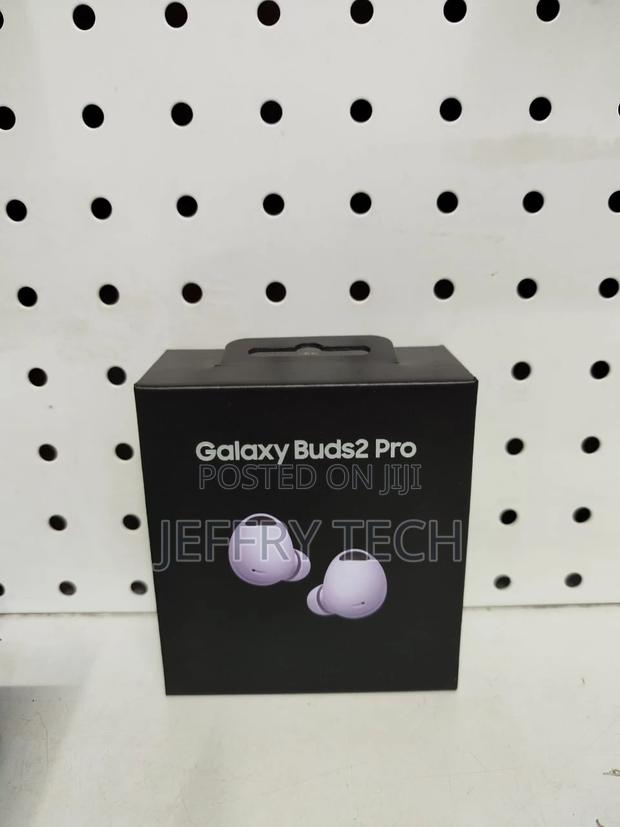 Galaxy Buds2 Pro
POSTED ON JIJI
JEFFRY TECH